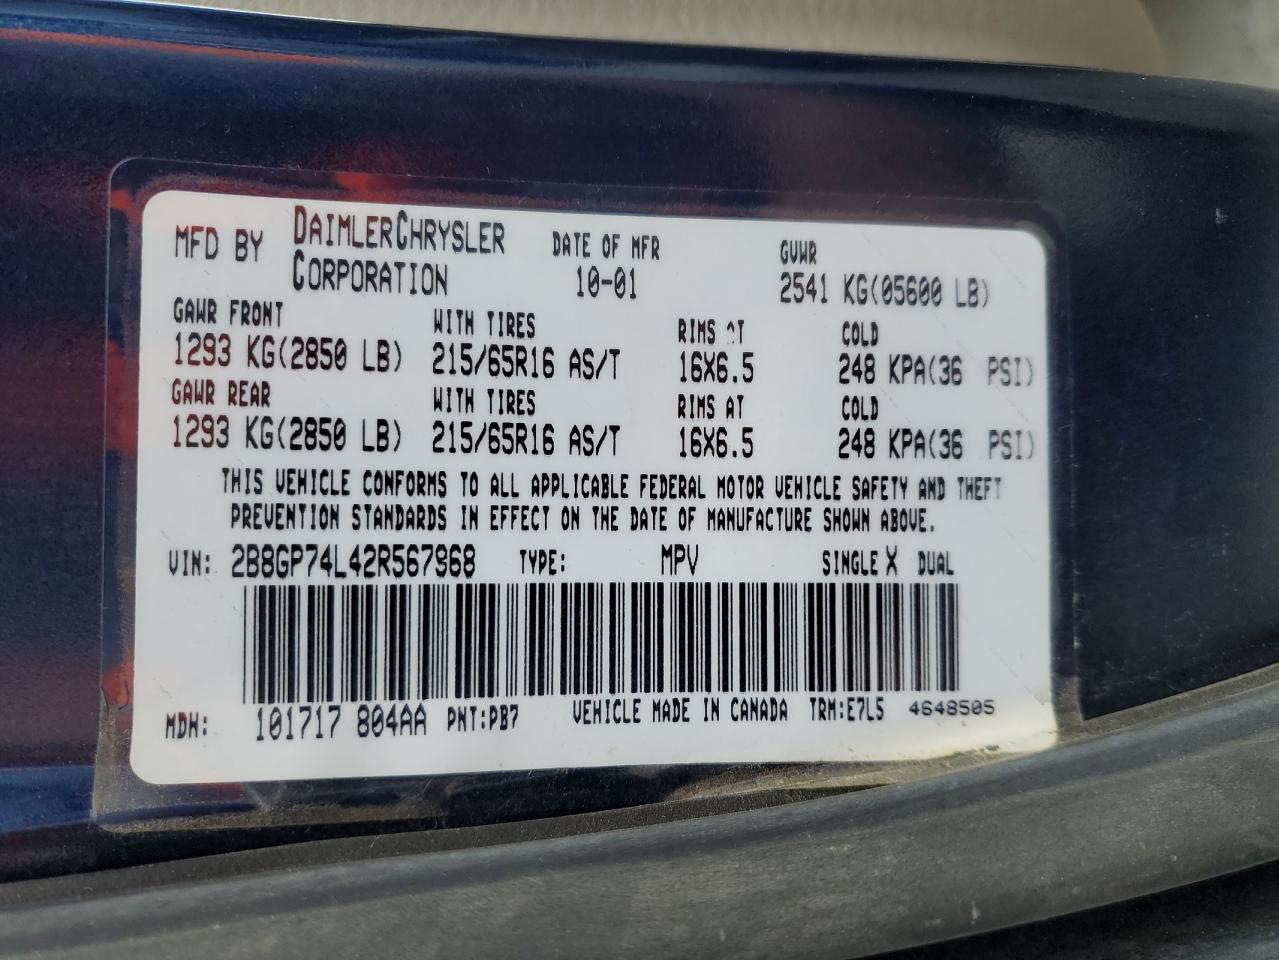 MFD BY DAIMLERCHRYSLER CORPORATION DATE OF MFR 10-01 GVWR 2541 KG(05600 LB)
GAWR FRONT WITH TIRES RIMS AT COLD
1293 KG(2850 LB) 215/65R16 AS/T 16X6.5 248 KPA(36 PSI)
GAWR REAR WITH TIRES RIMS AT COLD
1293 KG(2850 LB) 215/65R16 AS/T 16X6.5 248 KPA(36 PSI)
THIS VEHICLE CONFORMS TO ALL APPLICABLE FEDERAL MOTOR VEHICLE SAFETY AND THEFT
PREVENTION STANDARDS IN EFFECT ON THE DATE OF MANUFACTURE SHOWN ABOVE.
VIN: 2B8GP74L42R567968 TYPE: MPV SINGLE X DUAL
MDH: 101717 804AA PNT:PB7 VEHICLE MADE IN CANADA TRM:E7L5 4648505